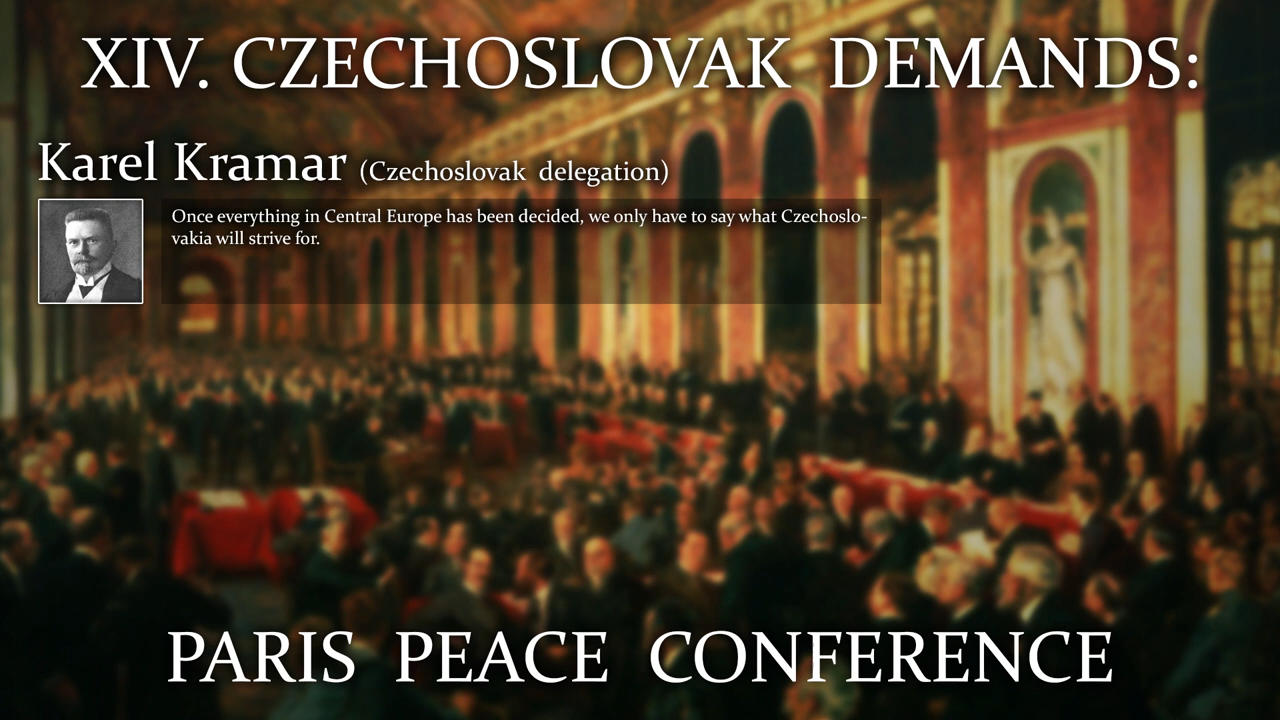 XIV. CZECHOSLOVAK DEMANDS:
Karel Kramar (Czechoslovak delegation)
Once everything in Central Europe has been decided, we only have to say what Czechoslo-
vakia will strive for.
PARIS PEACE CONFERENCE